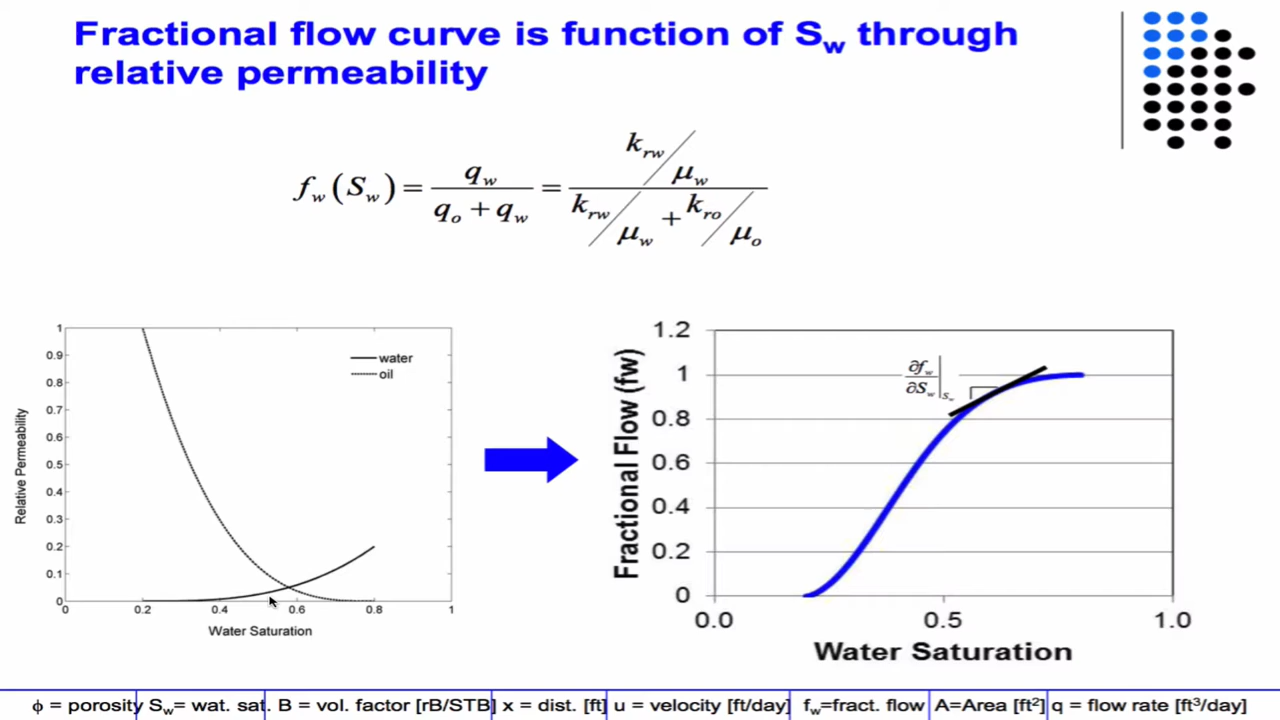 Fractional flow curve is function of S_w through
relative permeability
f_w(S_w) = q_w / (q_o + q_w) = (k_rw/μ_w) / (k_rw/μ_w + k_ro/μ_o)
1
0.9
0.8
0.7
0.6
0.5
0.4
0.3
0.2
0.1
0
Relative Permeability
water
oil
0 0.2 0.4 0.6 0.8 1
Water Saturation
1.2
1
0.8
0.6
0.4
0.2
0
Fractional Flow (fw)
∂f_w/∂S_w|_S_w
0.0 0.5 1.0
Water Saturation
ϕ = porosity S_w= wat. sat. B = vol. factor [rB/STB] x = dist. [ft] u = velocity [ft/day] f_w=fract. flow A=Area [ft²] q = flow rate [ft³/day]